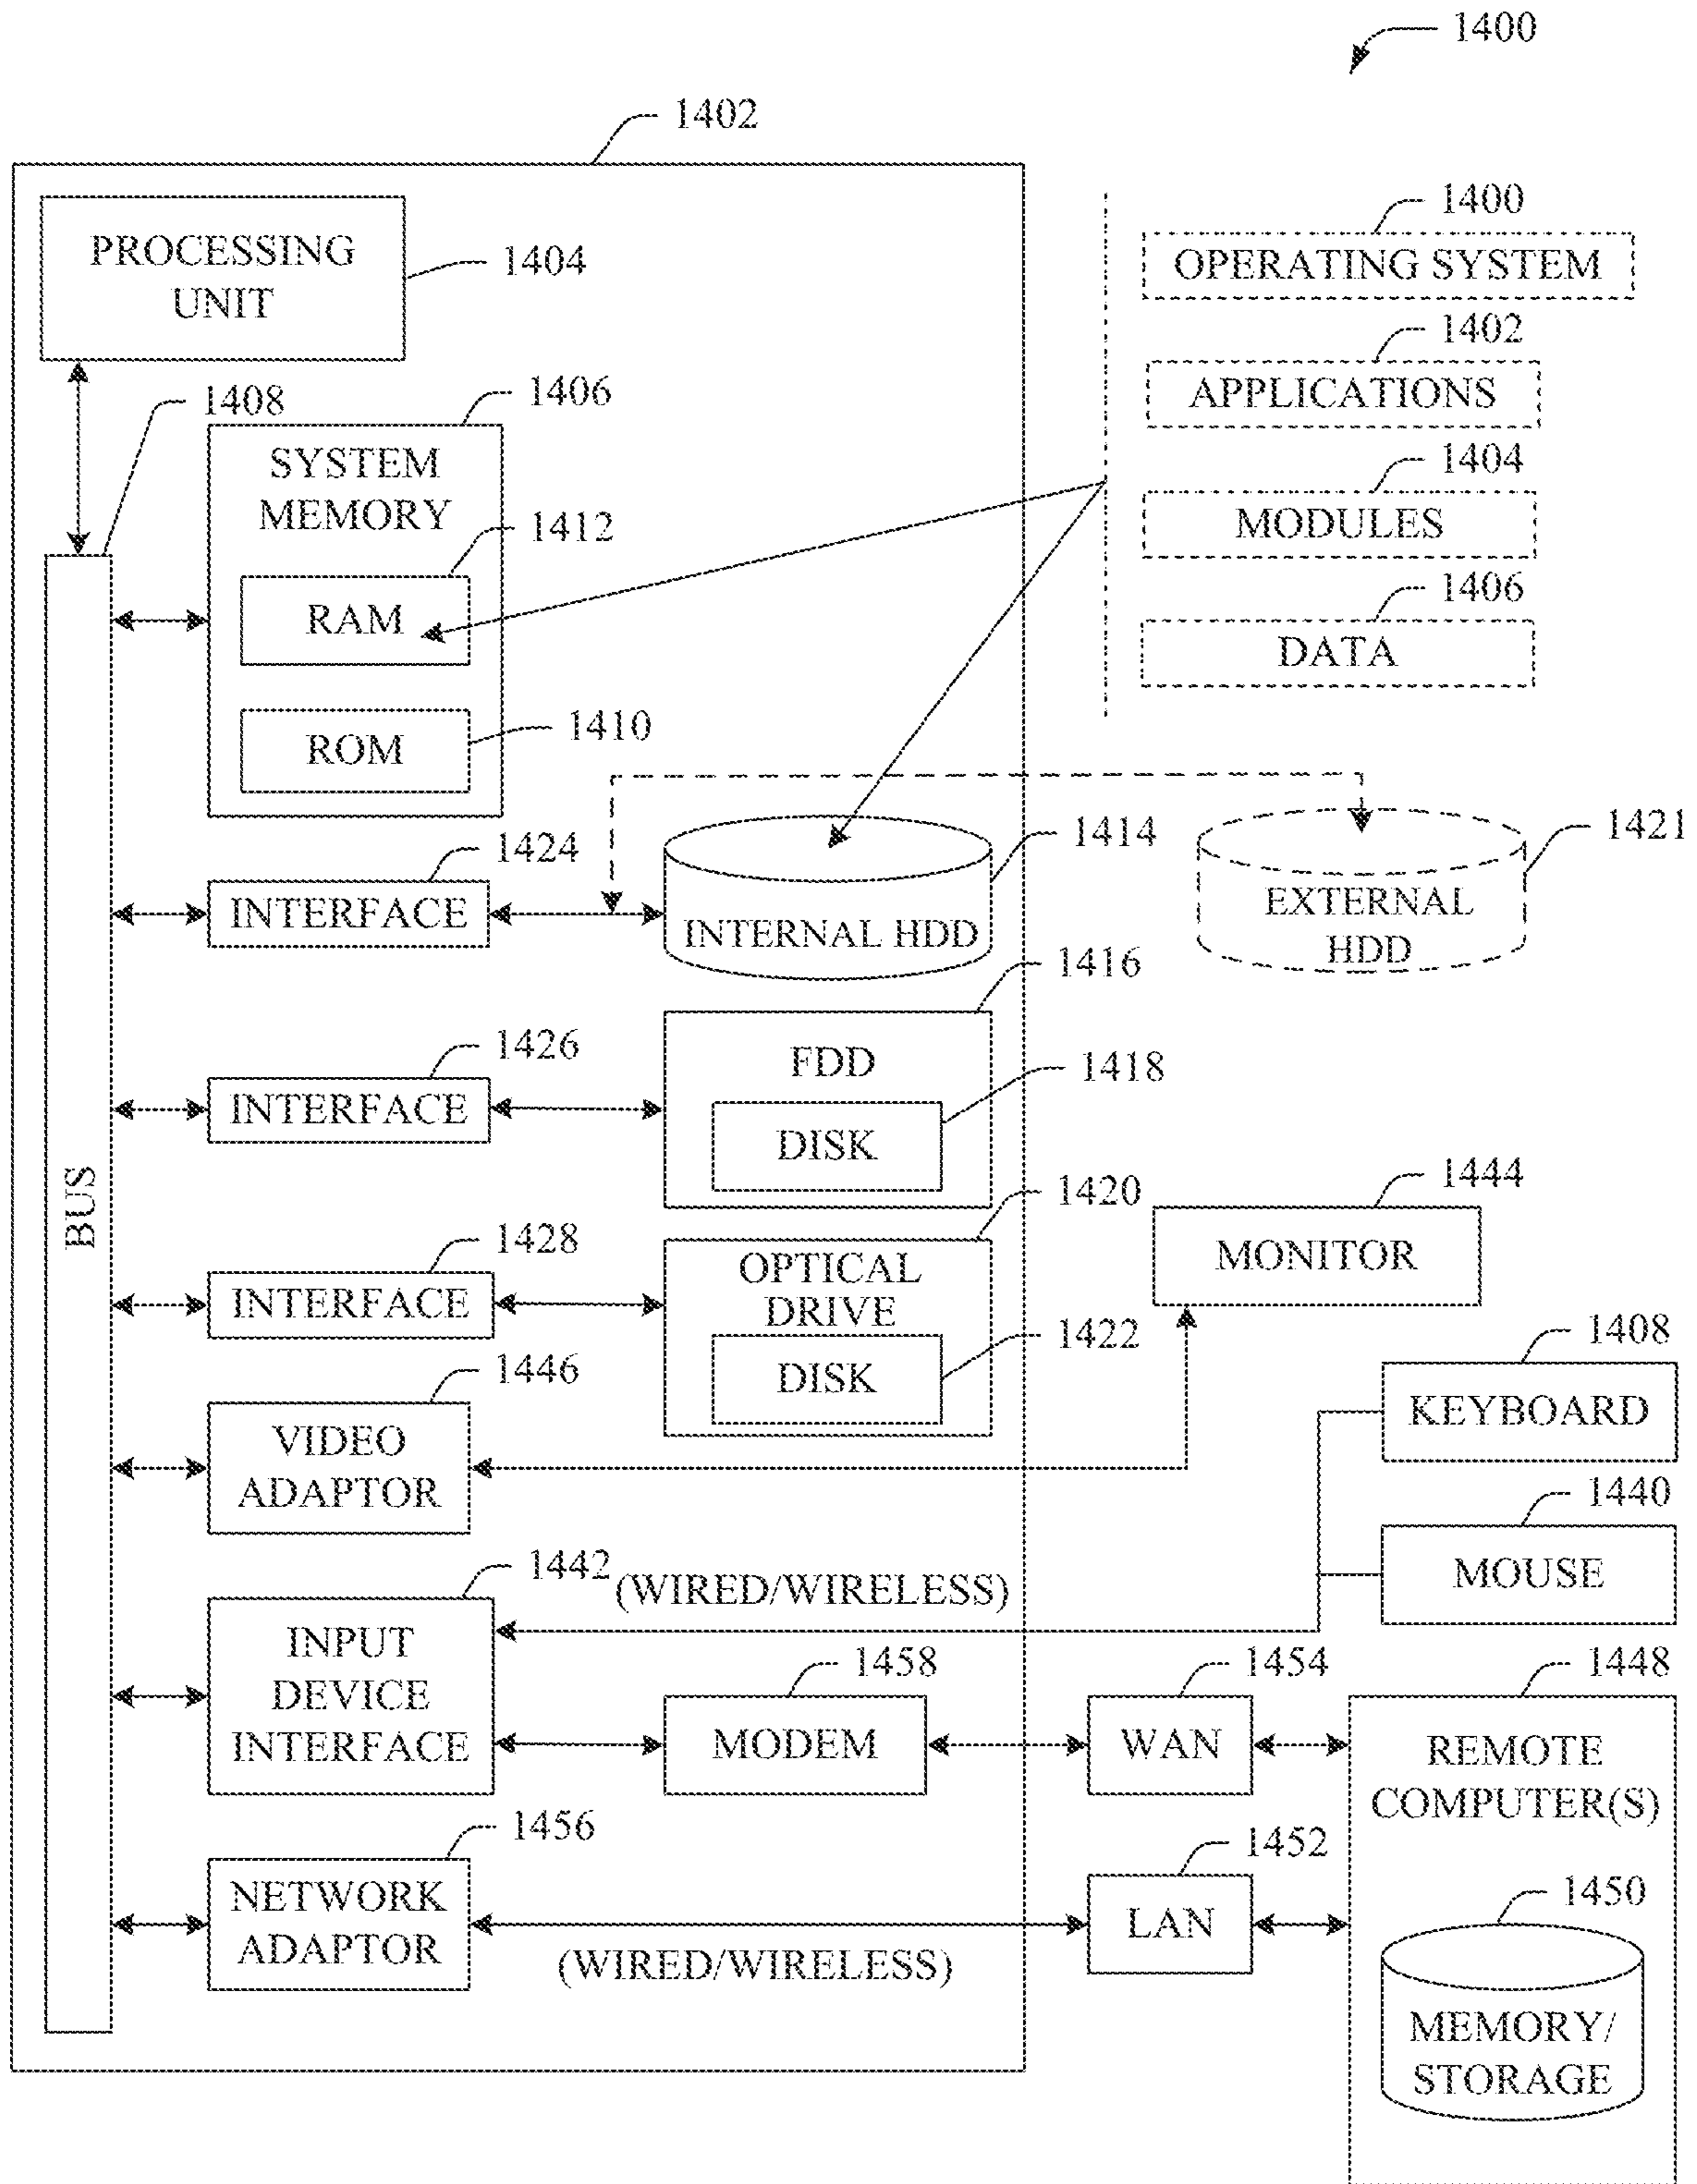 1400
1402
1400
OPERATING SYSTEM
PROCESSING
UNIT
1404
1402
APPLICATIONS
1408
1406
SYSTEM
MEMORY
1404
MODULES
1412
RAM
1406
DATA
1410
ROM
1424
INTERFACE
1414
INTERNAL HDD
1421
EXTERNAL
HDD
1416
FDD
1426
INTERFACE
1418
DISK
BUS
1420
OPTICAL
DRIVE
1428
INTERFACE
1422
DISK
1444
MONITOR
1446
VIDEO
ADAPTOR
1408
KEYBOARD
1440
MOUSE
1442
(WIRED/WIRELESS)
INPUT
DEVICE
INTERFACE
1458
MODEM
1454
WAN
1448
REMOTE
COMPUTER(S)
1456
NETWORK
ADAPTOR
(WIRED/WIRELESS)
1452
LAN
1450
MEMORY/
STORAGE